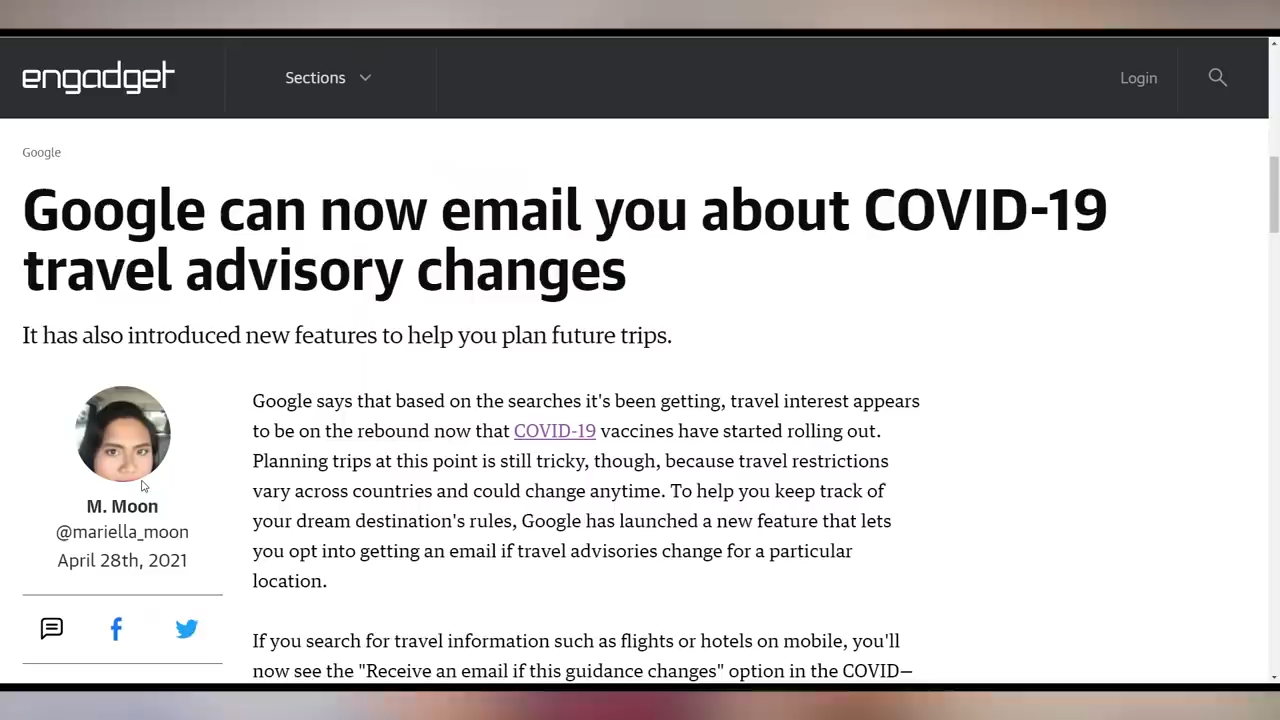 engadget
Sections
Login
Google
Google can now email you about COVID-19
travel advisory changes
It has also introduced new features to help you plan future trips.
M. Moon
@mariella_moon
April 28th, 2021
Google says that based on the searches it's been getting, travel interest appears
to be on the rebound now that COVID-19 vaccines have started rolling out.
Planning trips at this point is still tricky, though, because travel restrictions
vary across countries and could change anytime. To help you keep track of
your dream destination's rules, Google has launched a new feature that lets
you opt into getting an email if travel advisories change for a particular
location.
If you search for travel information such as flights or hotels on mobile, you'll
now see the "Receive an email if this guidance changes" option in the COVID–